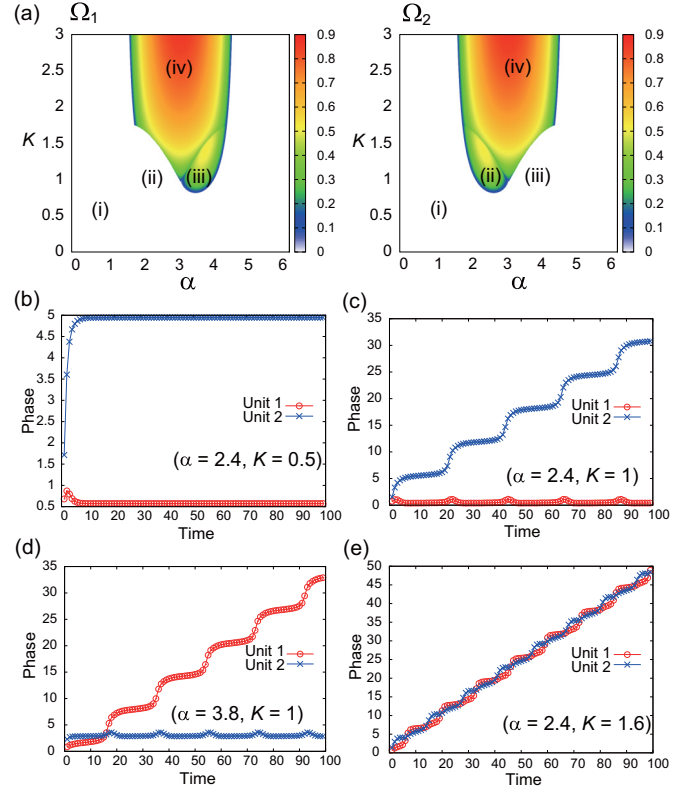 (a)
Ω1
Ω2
3
2.5
2
K 1.5
1
0.5
0
0 1 2 3 4 5 6
α
(i)
(ii)
(iii)
(iv)
0.9
0.8
0.7
0.6
0.5
0.4
0.3
0.2
0.1
0
3
2.5
2
K 1.5
1
0.5
0
0 1 2 3 4 5 6
α
(i)
(ii)
(iii)
(iv)
0.9
0.8
0.7
0.6
0.5
0.4
0.3
0.2
0.1
0
(b)
5
4.5
4
3.5
3
2.5
2
1.5
1
0.5
Phase
Unit 1
Unit 2
(α = 2.4, K = 0.5)
0 10 20 30 40 50 60 70 80 90 100
Time
(c)
35
30
25
20
15
10
5
0
Phase
Unit 1
Unit 2
(α = 2.4, K = 1)
0 10 20 30 40 50 60 70 80 90 100
Time
(d)
35
30
25
20
15
10
5
0
Phase
Unit 1
Unit 2
(α = 3.8, K = 1)
0 10 20 30 40 50 60 70 80 90 100
Time
(e)
50
45
40
35
30
25
20
15
10
5
0
Phase
Unit 1
Unit 2
(α = 2.4, K = 1.6)
0 10 20 30 40 50 60 70 80 90 100
Time